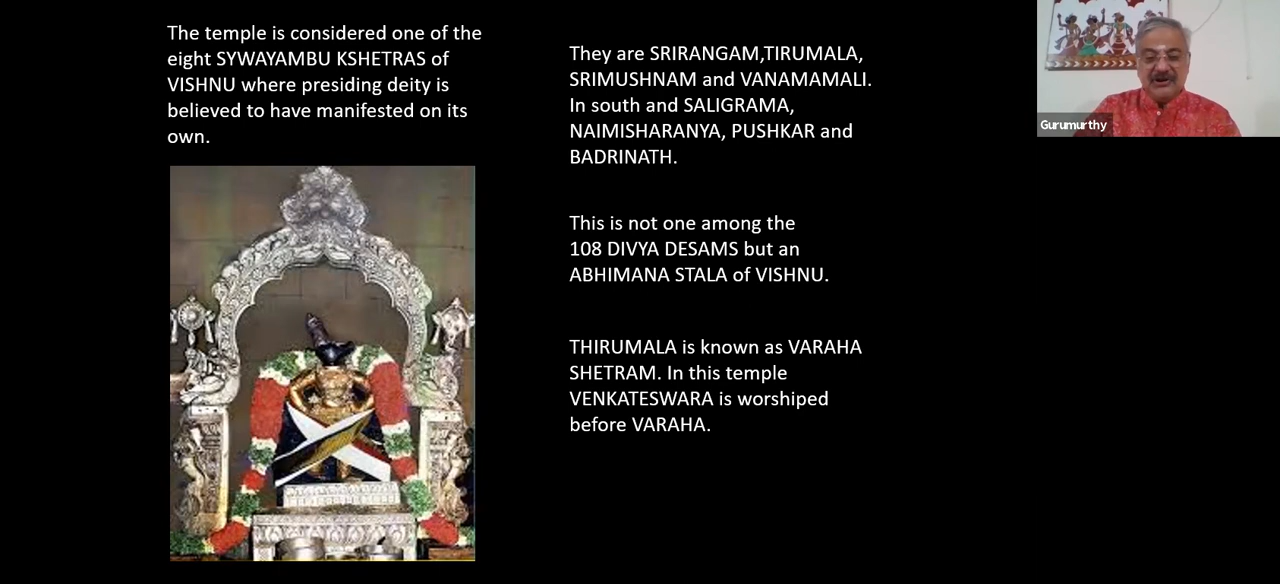 The temple is considered one of the
eight SYWAYAMBU KSHETRAS of
VISHNU where presiding deity is
believed to have manifested on its
own.
They are SRIRANGAM,TIRUMALA,
SRIMUSHNAM and VANAMAMALI.
In south and SALIGRAMA,
NAIMISHARANYA, PUSHKAR and
BADRINATH.
This is not one among the
108 DIVYA DESAMS but an
ABHIMANA STALA of VISHNU.
THIRUMALA is known as VARAHA
SHETRAM. In this temple
VENKATESWARA is worshiped
before VARAHA.
Gurumurthy